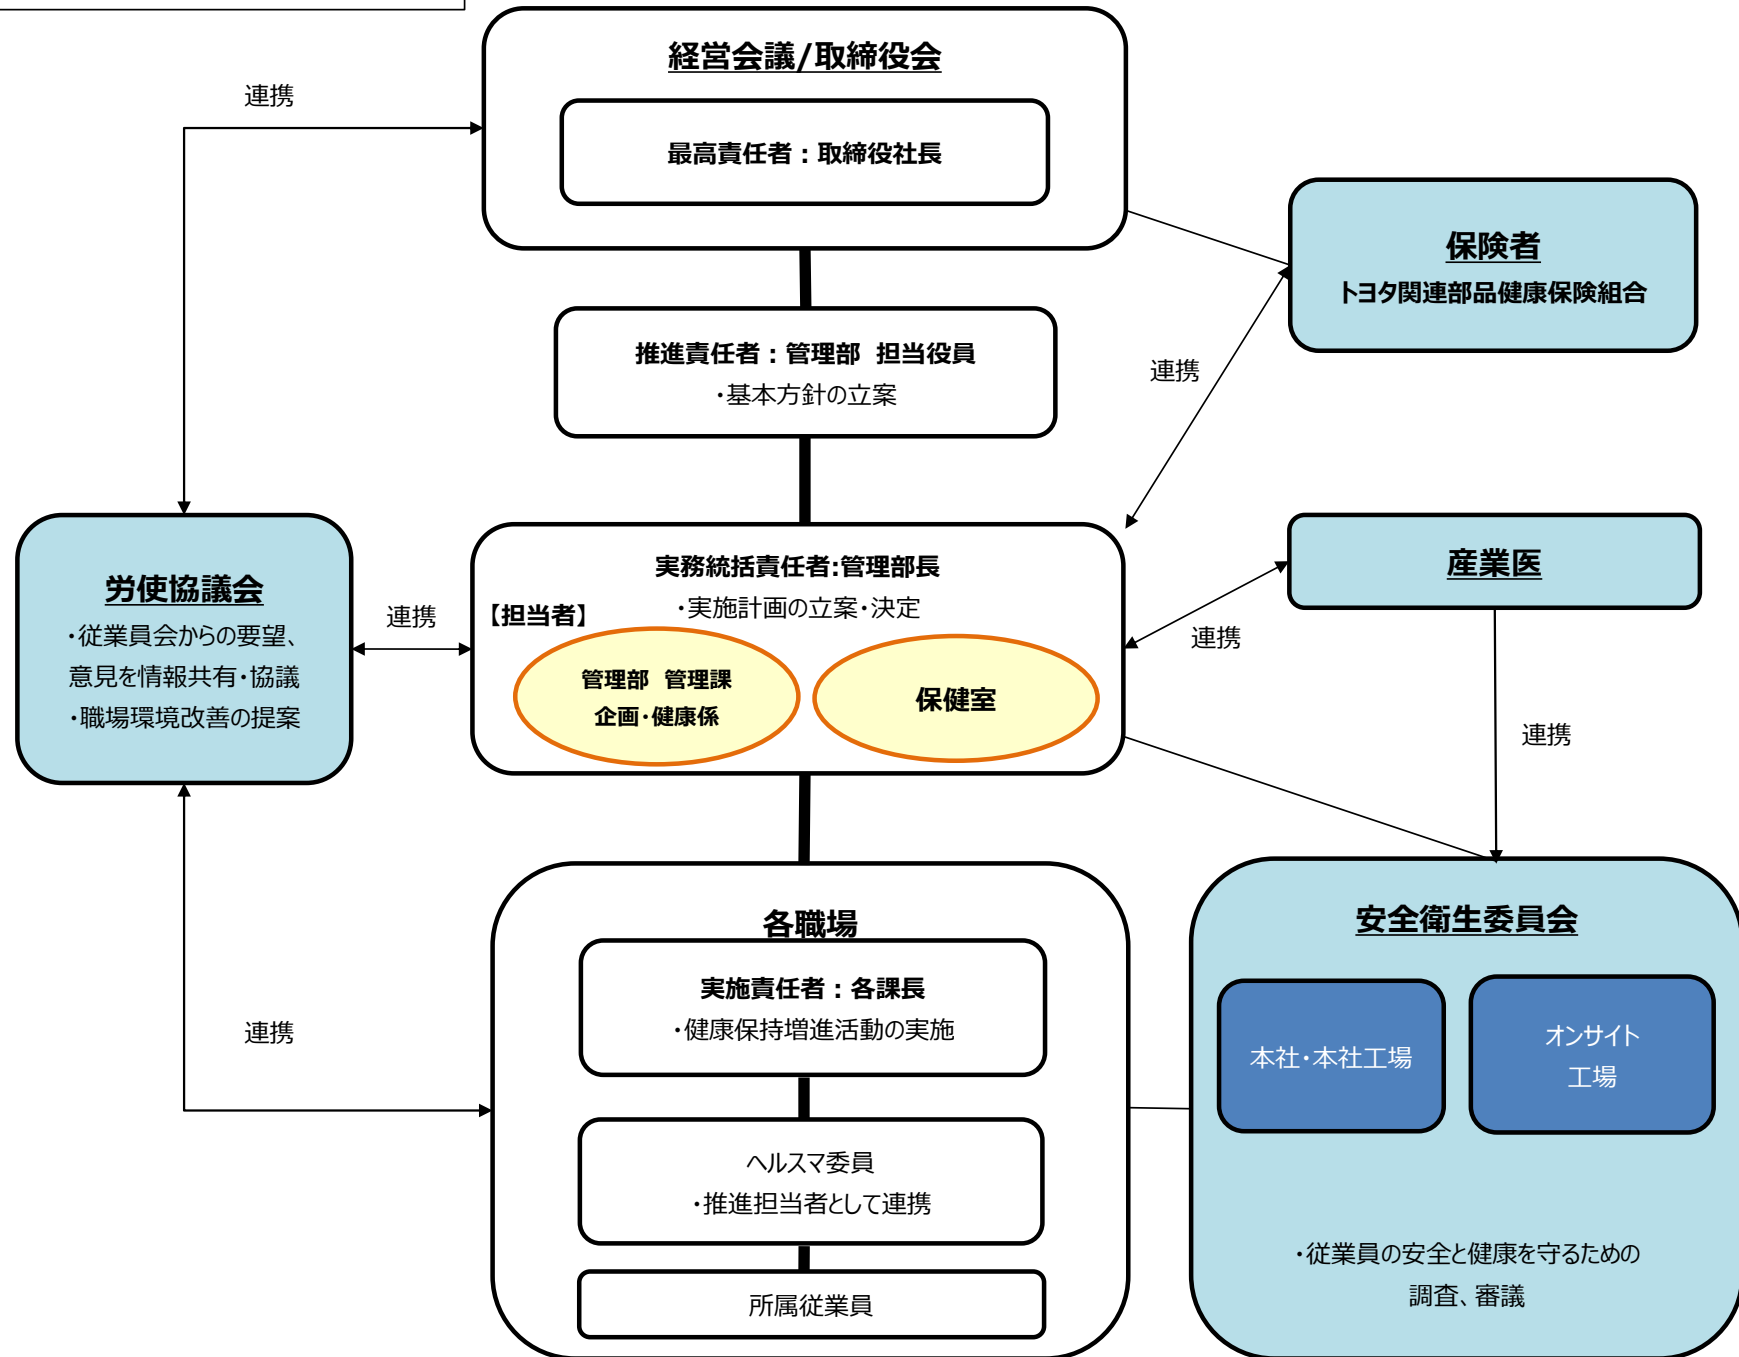 経営会議/取締役会
最高責任者：取締役社長
連携
保険者
トヨタ関連部品健康保険組合
推進責任者：管理部 担当役員
・基本方針の立案
連携
労使協議会
・従業員会からの要望、
意見を情報共有・協議
・職場環境改善の提案
連携
実務統括責任者:管理部長
・実施計画の立案・決定
【担当者】
管理部 管理課
企画・健康係
保健室
産業医
連携
連携
各職場
実施責任者：各課長
・健康保持増進活動の実施
連携
ヘルスマ委員
・推進担当者として連携
所属従業員
安全衛生委員会
本社・本社工場
オンサイト
工場
・従業員の安全と健康を守るための
調査、審議